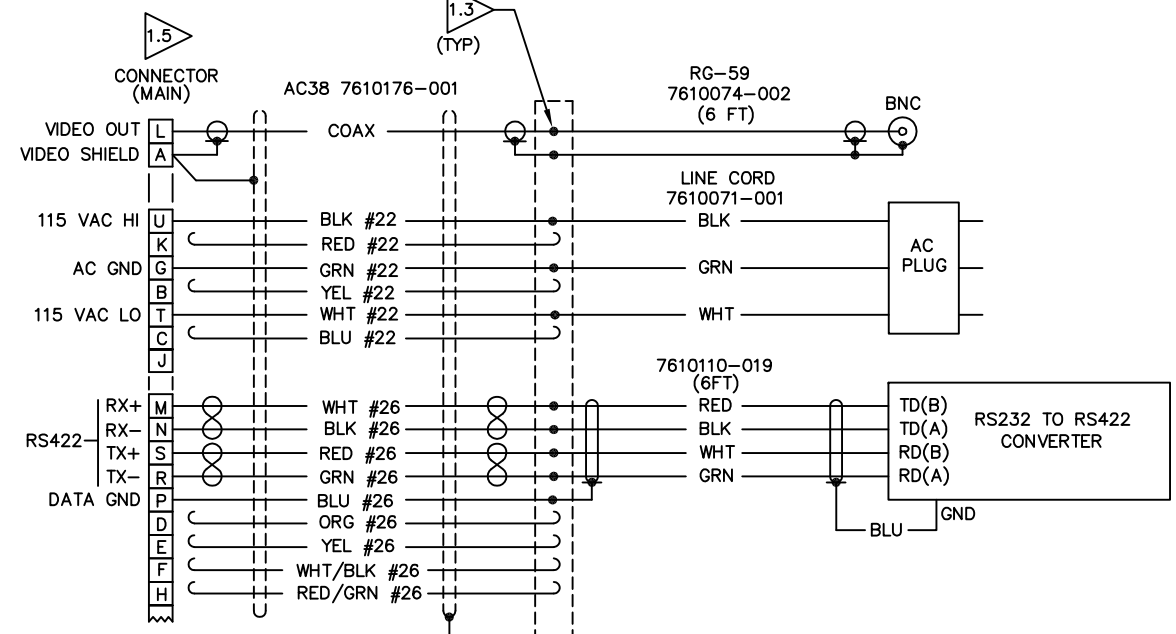 1.3
(TYP)
1.5
CONNECTOR
(MAIN)
AC38 7610176-001
RG-59
7610074-002
(6 FT)
BNC
VIDEO OUT L COAX
VIDEO SHIELD A
LINE CORD
7610071-001
115 VAC HI U BLK #22 BLK
K RED #22
AC GND G GRN #22 GRN
B YEL #22
115 VAC LO T WHT #22 WHT
C BLU #22
J
AC
PLUG
7610110-019
(6FT)
RS422
RX+ M WHT #26 RED TD(B)
RX- N BLK #26 BLK TD(A)
TX+ S RED #26 WHT RD(B)
TX- R GRN #26 GRN RD(A)
RS232 TO RS422
CONVERTER
DATA GND P BLU #26
GND
BLU
D ORG #26
E YEL #26
F WHT/BLK #26
H RED/GRN #26